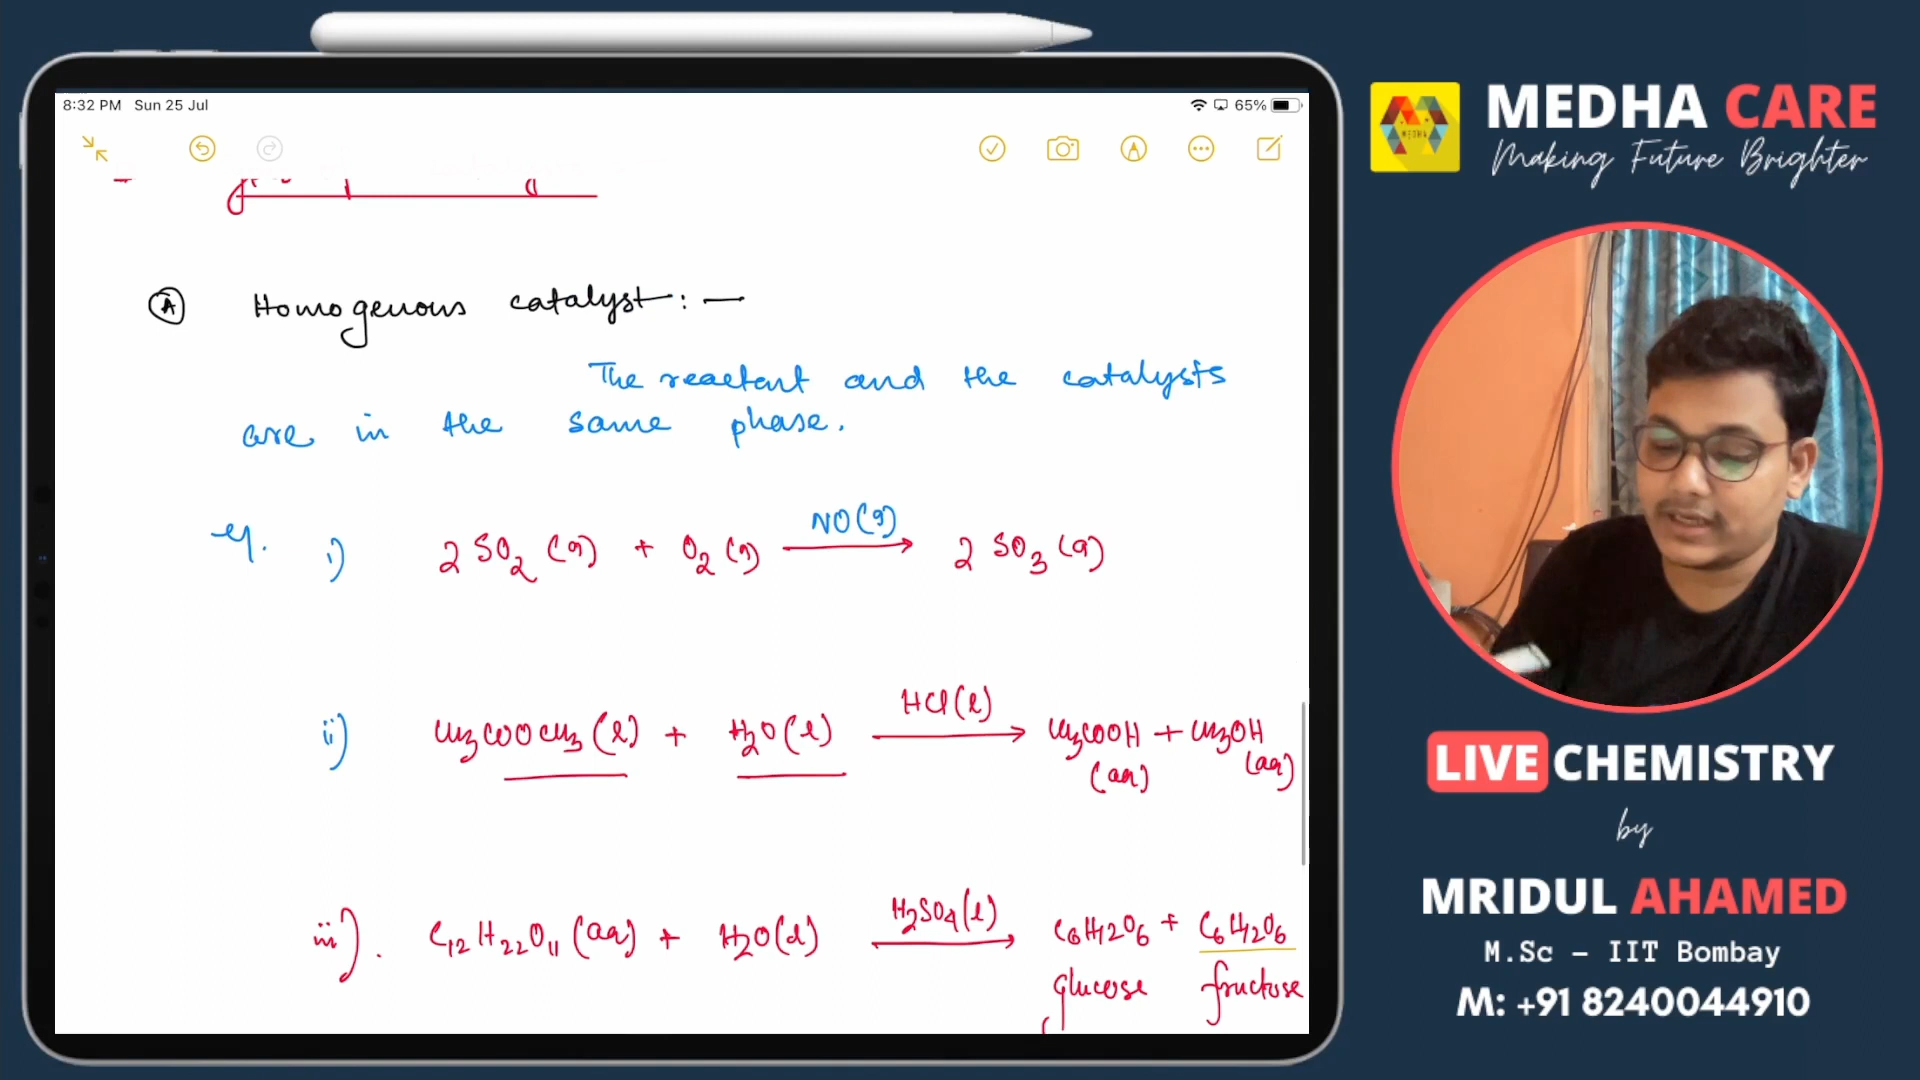 8:32 PM Sun 25 Jul
65%
A Homogenous catalyst : —
The reactant and the catalysts
are in the same phase.
eg. i) 2 SO2 (g) + O2 (g) NO(g) → 2 SO3 (g)
ii) CH3COOCH3 (l) + H2O(l) HCl(l) → CH3COOH + CH3OH
(aq) (aq)
iii). C12H22O11 (aq) + H2O(l) H2SO4(l) → C6H12O6 + C6H12O6
glucose fructose
MEDHA CARE
Making Future Brighter
MEDHA
LIVE CHEMISTRY
by
MRIDUL AHAMED
M.Sc – IIT Bombay
M: +91 8240044910